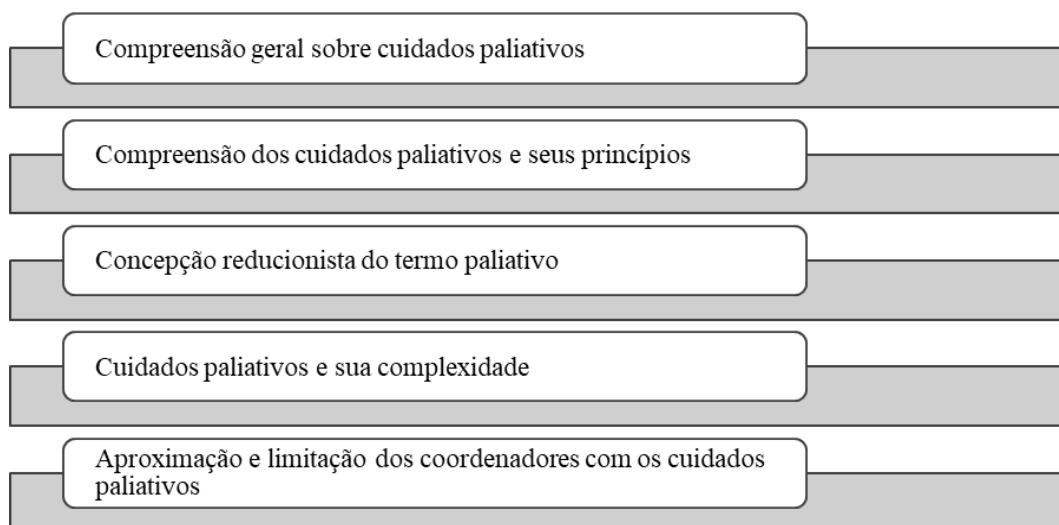 Compreensão geral sobre cuidados paliativos
Compreensão dos cuidados paliativos e seus princípios
Concepção reducionista do termo paliativo
Cuidados paliativos e sua complexidade
Aproximação e limitação dos coordenadores com os cuidados
paliativos